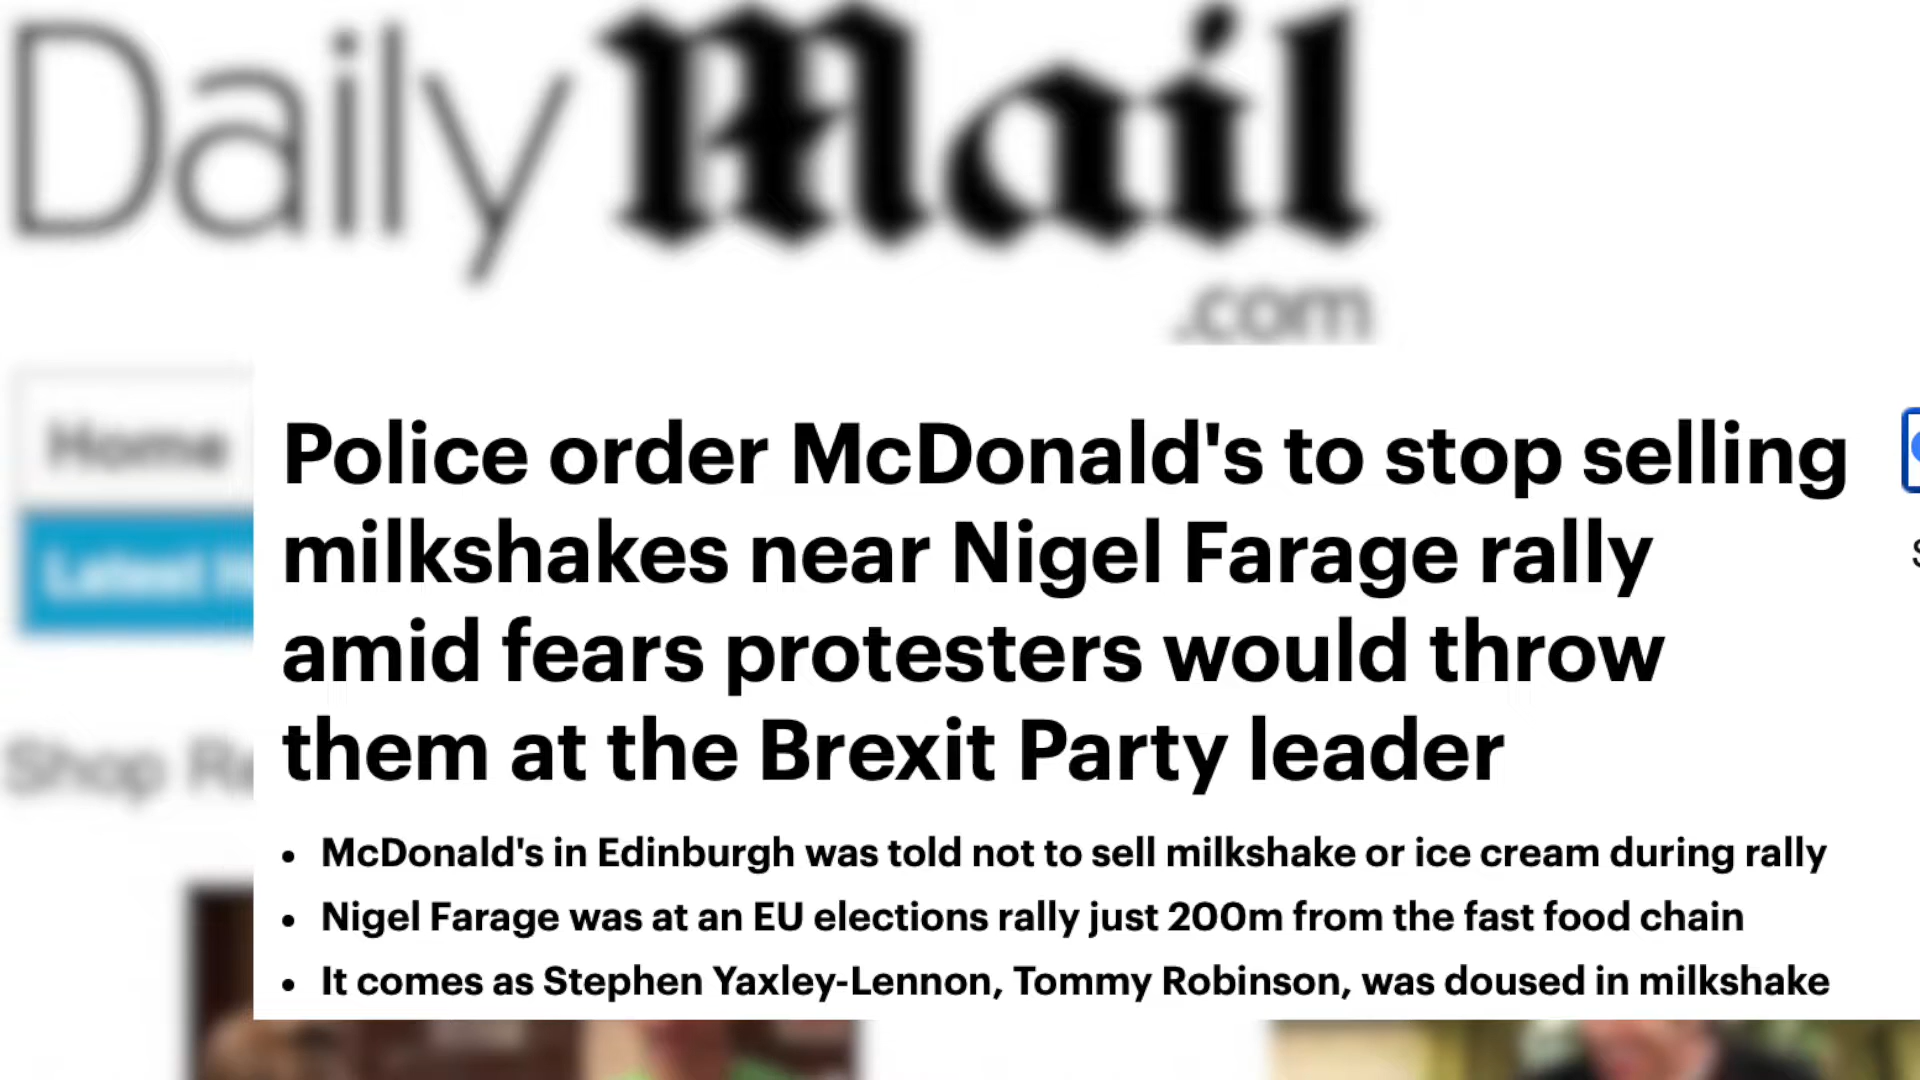 Daily Mail
.com
Home
Latest
Shop
Police order McDonald's to stop selling
milkshakes near Nigel Farage rally
amid fears protesters would throw
them at the Brexit Party leader
• McDonald's in Edinburgh was told not to sell milkshake or ice cream during rally
• Nigel Farage was at an EU elections rally just 200m from the fast food chain
• It comes as Stephen Yaxley-Lennon, Tommy Robinson, was doused in milkshake